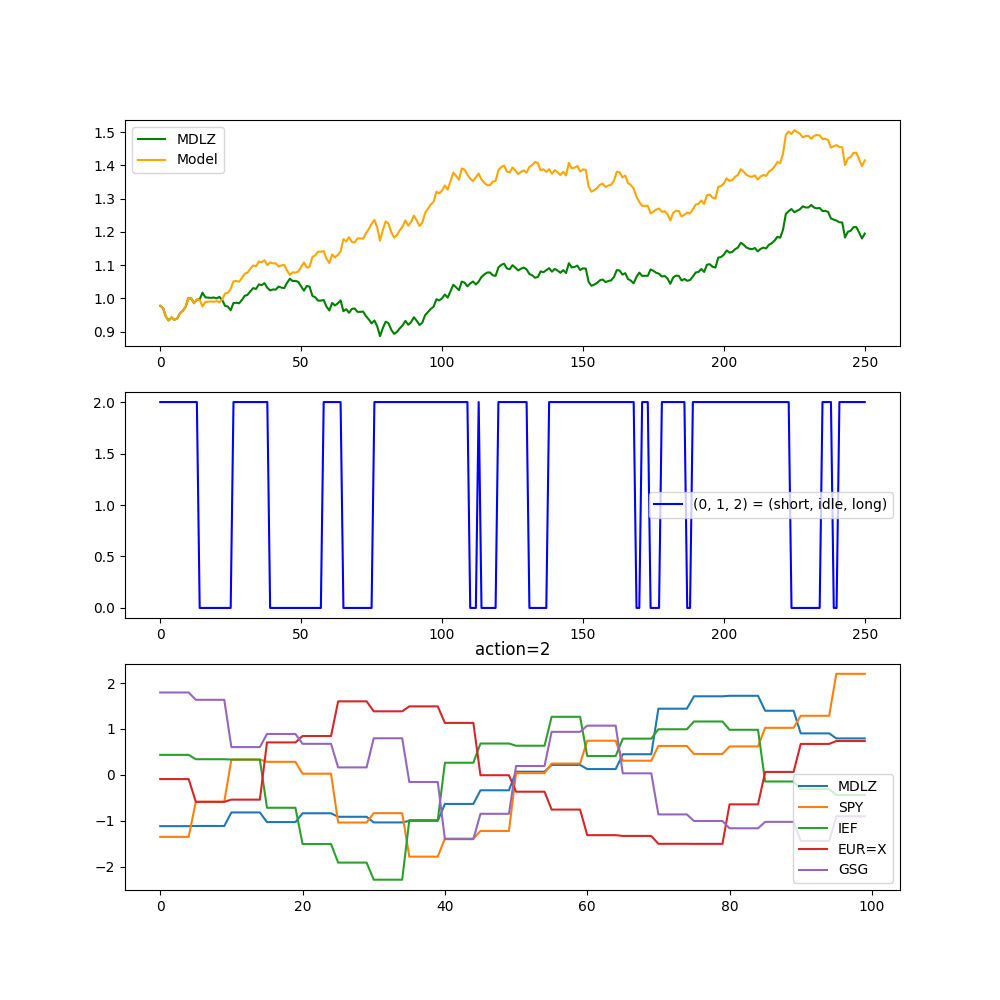 1.5
1.4
1.3
1.2
1.1
1.0
0.9
MDLZ
Model
0 50 100 150 200 250
2.0
1.5
1.0
0.5
0.0
(0, 1, 2) = (short, idle, long)
0 50 100 150 200 250
action=2
2
1
0
−1
−2
MDLZ
SPY
IEF
EUR=X
GSG
0 20 40 60 80 100